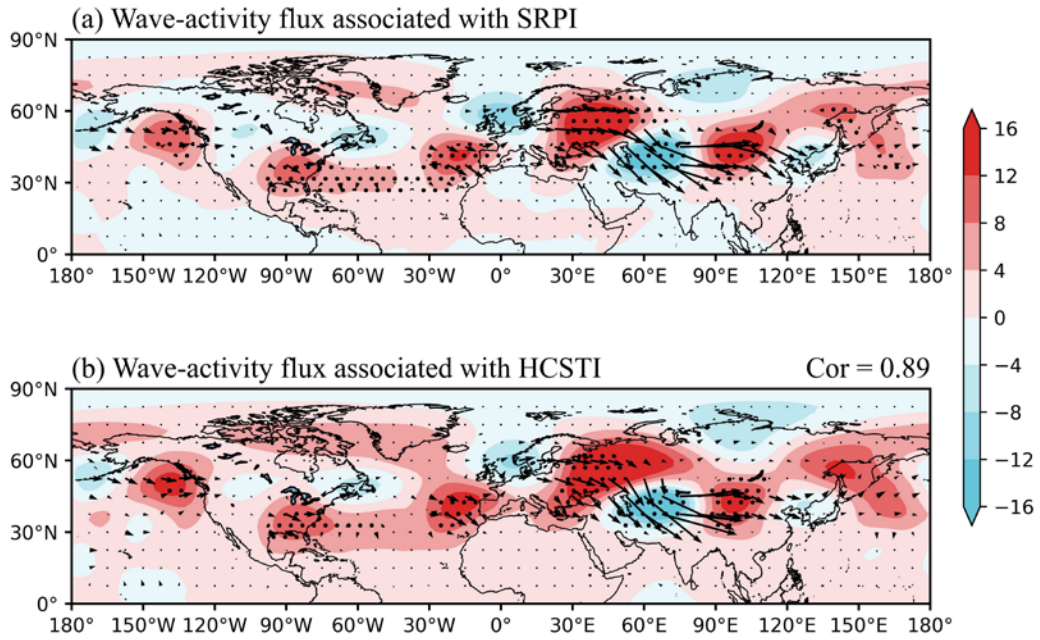 (a) Wave-activity flux associated with SRPI
90°N
60°N
30°N
0°
180° 150°W 120°W 90°W 60°W 30°W 0° 30°E 60°E 90°E 120°E 150°E 180°
(b) Wave-activity flux associated with HCSTI Cor = 0.89
90°N
60°N
30°N
0°
180° 150°W 120°W 90°W 60°W 30°W 0° 30°E 60°E 90°E 120°E 150°E 180°
16
12
8
4
0
−4
−8
−12
−16